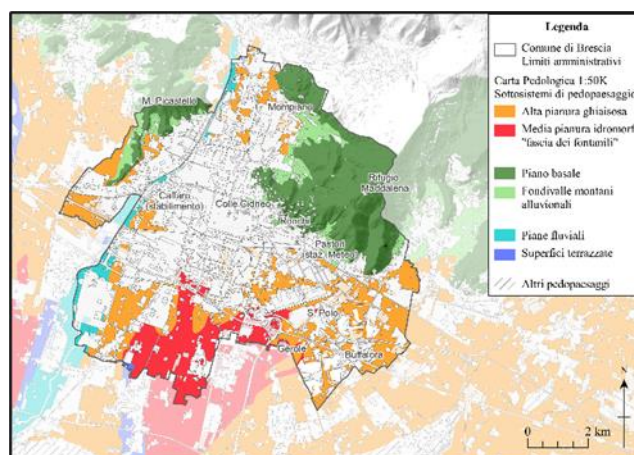 Legenda
Comune di Brescia
Limiti amministrativi
Carta Pedologica 1:50K
Sottosistemi di pedopaesaggio
Alta pianura ghiaiosa
Media pianura idromorfa
"fascia dei fontanili"
Piano basale
Fondivalle montani
alluvionali
Piane fluviali
Superfici terrazzate
Altri pedopaesaggi
M. Picastello
Mompiano
Rifugio
Maddalena
Caffaro
(stabilimento)
Colle Cidneo
Ronchi
Pastori
(staz. Meteo)
S. Polo
Gerole
Buffalora
N
0
2 km